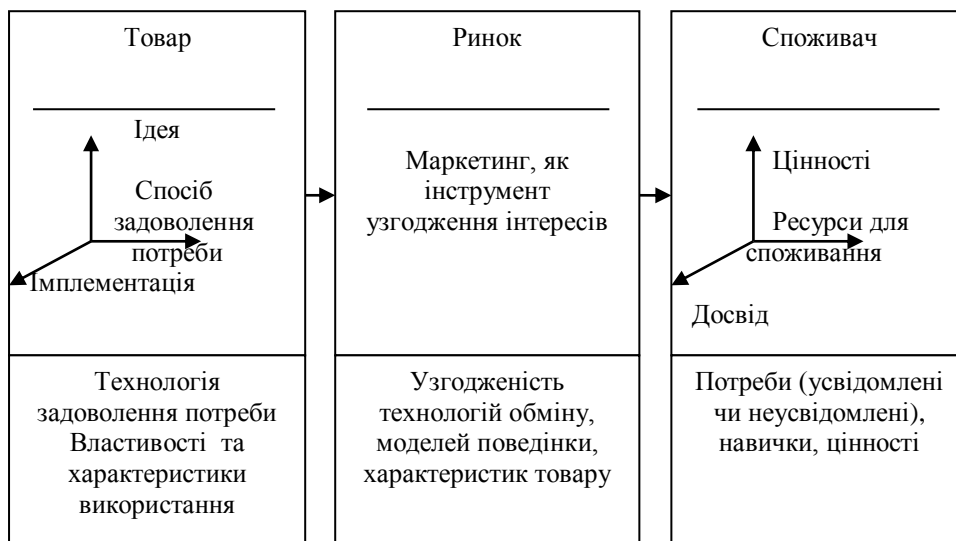 Товар
Ідея
Спосіб
задоволення
потреби
Імплементація
Технологія
задоволення потреби
Властивості та
характеристики
використання
Ринок
Маркетинг, як
інструмент
узгодження інтересів
Узгодженість
технологій обміну,
моделей поведінки,
характеристик товару
Споживач
Цінності
Ресурси для
споживання
Досвід
Потреби (усвідомлені
чи неусвідомлені),
навички, цінності